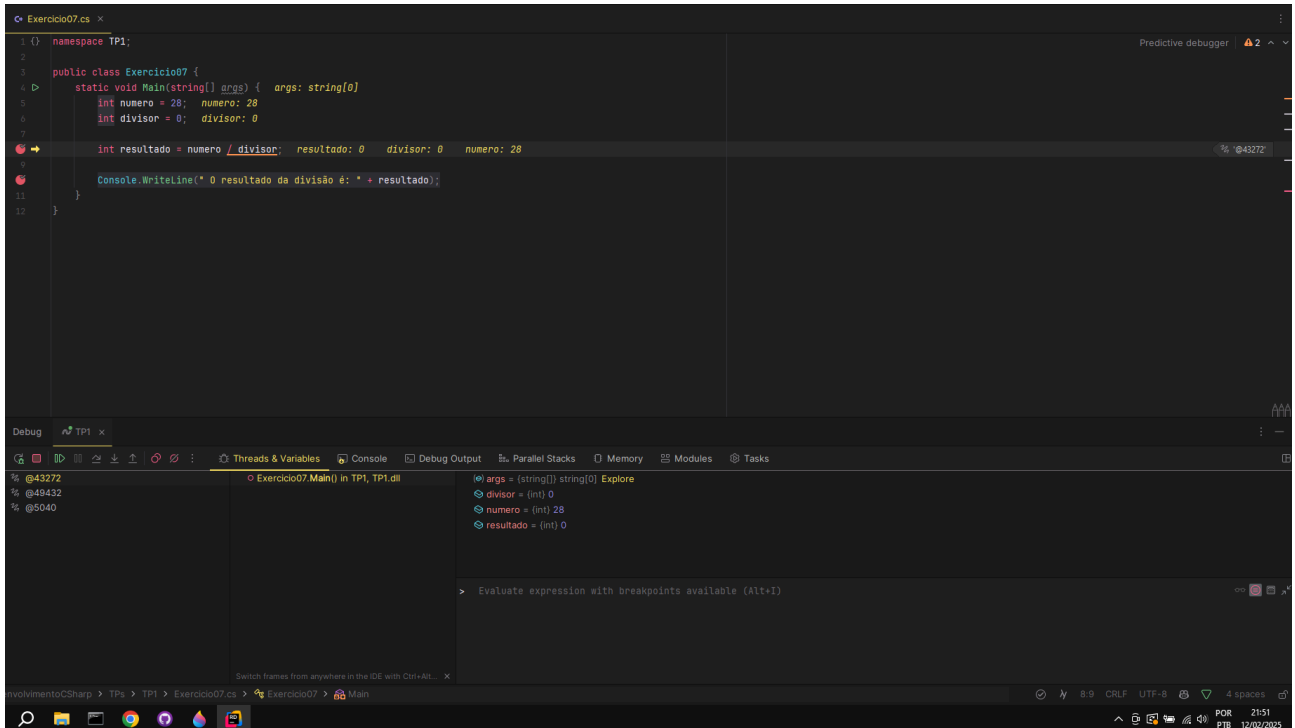 C# Exercicio07.cs ×
1 {} namespace TP1;
Predictive debugger 2
2
3 public class Exercicio07 {
4 static void Main(string[] args) { args: string[0]
5 int numero = 28; numero: 28
6 int divisor = 0; divisor: 0
7
int resultado = numero / divisor; resultado: 0 divisor: 0 numero: 28 '@43272'
9
Console.WriteLine(" O resultado da divisão é: " + resultado);
11 }
12 }
Debug TP1 ×
Threads & Variables Console Debug Output Parallel Stacks Memory Modules Tasks
@43272
@49432
@5040
Exercicio07.Main() in TP1, TP1.dll
args = {string[]} string[0] Explore
divisor = {int} 0
numero = {int} 28
resultado = {int} 0
> Evaluate expression with breakpoints available (Alt+I)
Switch frames from anywhere in the IDE with Ctrl+Alt... ×
envolvimentoCSharp > TPs > TP1 > Exercicio07.cs > Exercicio07 > Main
8:9 CRLF UTF-8 4 spaces
RD
POR 21:51
PTB 12/02/2025